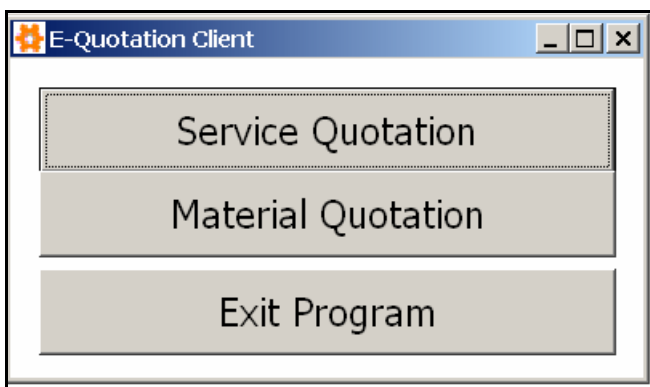 E-Quotation Client
Service Quotation
Material Quotation
Exit Program